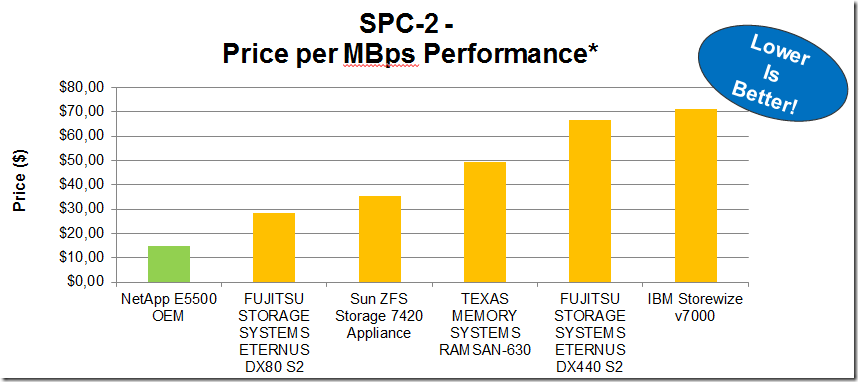 SPC-2 -
Price per MBps Performance*
Lower
Is
Better!
Price ($)
$80,00
$70,00
$60,00
$50,00
$40,00
$30,00
$20,00
$10,00
$0,00
NetApp E5500
OEM
FUJITSU
STORAGE
SYSTEMS
ETERNUS
DX80 S2
Sun ZFS
Storage 7420
Appliance
TEXAS
MEMORY
SYSTEMS
RAMSAN-630
FUJITSU
STORAGE
SYSTEMS
ETERNUS
DX440 S2
IBM Storewize
v7000